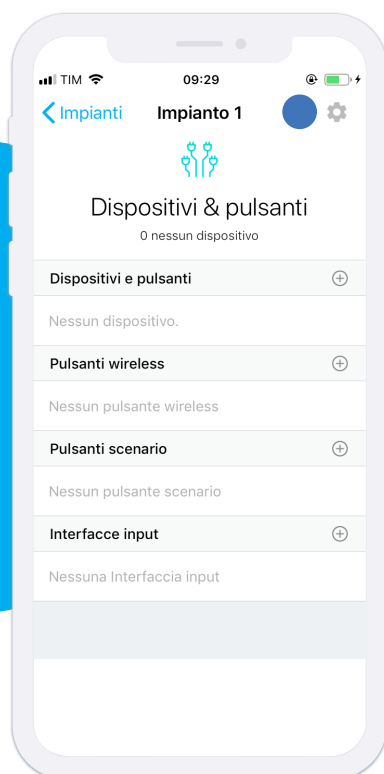 TIM 09:29
Impianti Impianto 1
Dispositivi & pulsanti
0 nessun dispositivo
Dispositivi e pulsanti
Nessun dispositivo.
Pulsanti wireless
Nessun pulsante wireless
Pulsanti scenario
Nessun pulsante scenario
Interfacce input
Nessuna Interfaccia input